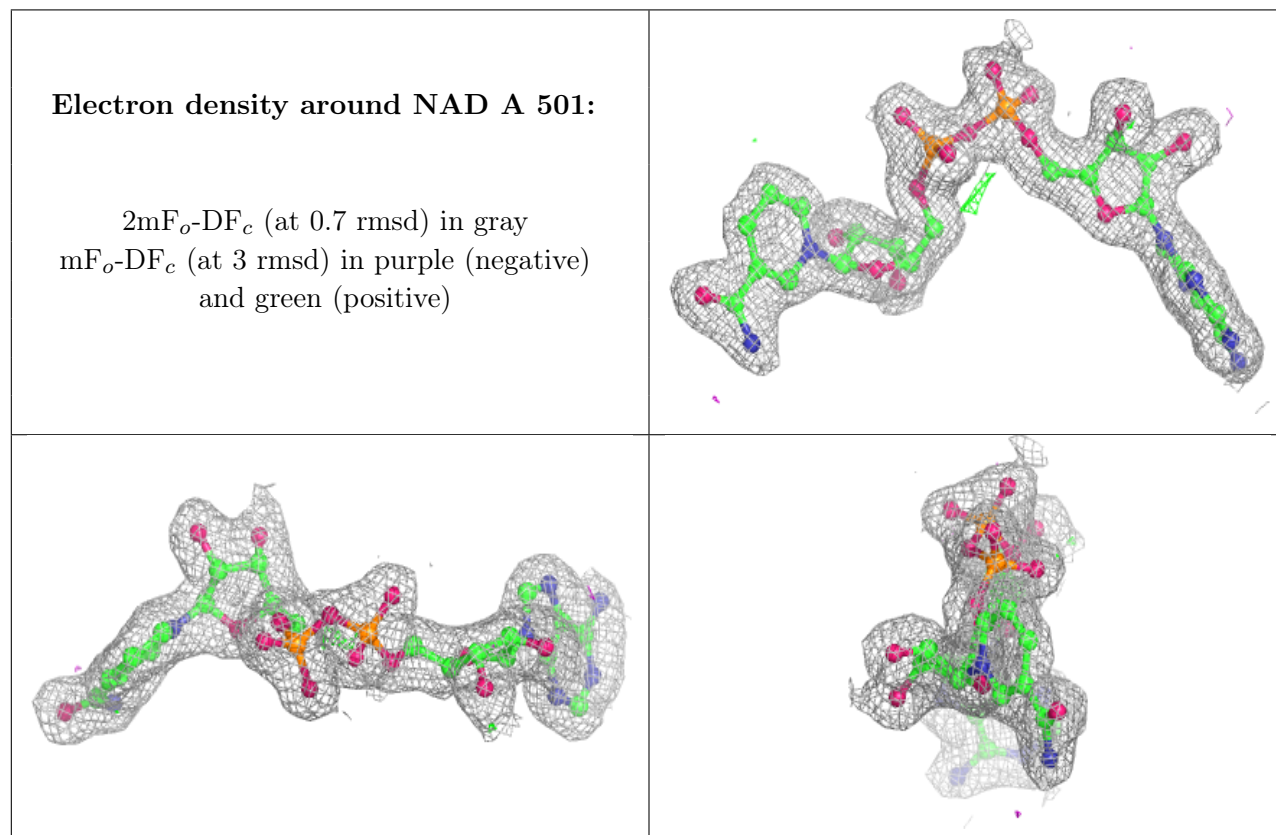 Electron density around NAD A 501:
2mFo-DFc (at 0.7 rmsd) in gray
mFo-DFc (at 3 rmsd) in purple (negative)
and green (positive)